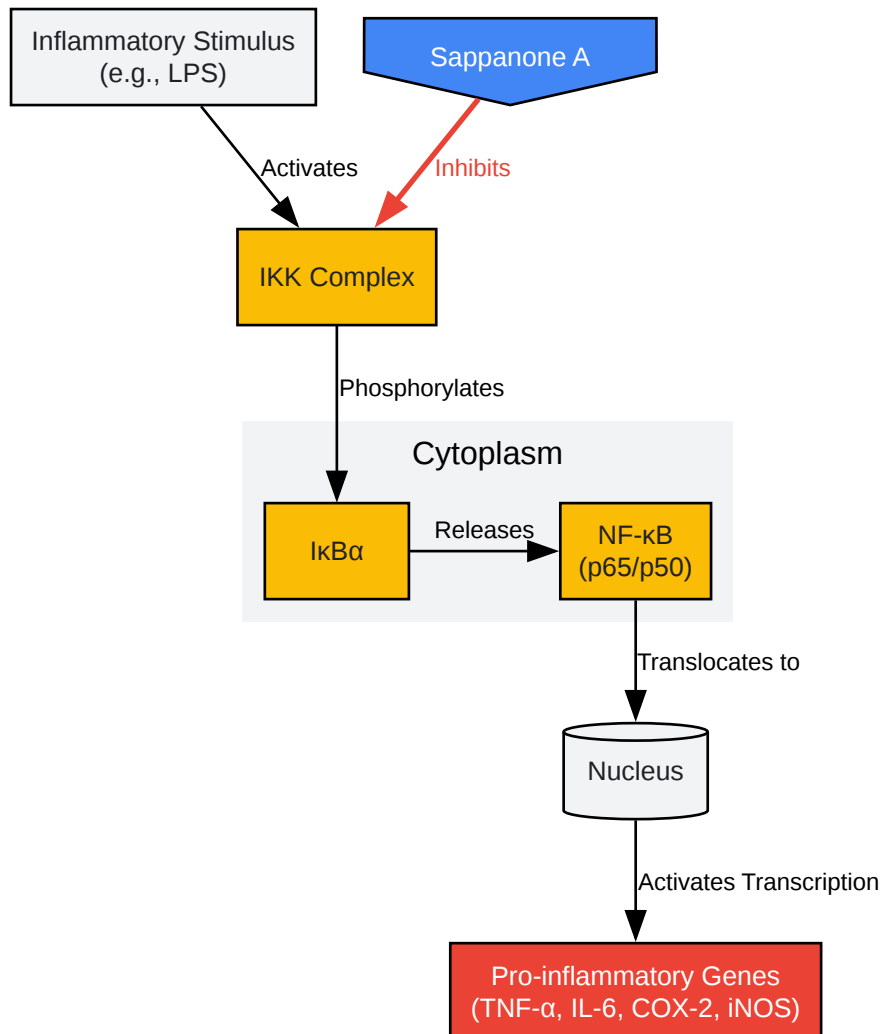 Inflammatory Stimulus
(e.g., LPS)
Sappanone A
Activates
Inhibits
IKK Complex
Phosphorylates
Cytoplasm
IκBα
Releases
NF-κB
(p65/p50)
Translocates to
Nucleus
Activates Transcription
Pro-inflammatory Genes
(TNF-α, IL-6, COX-2, iNOS)